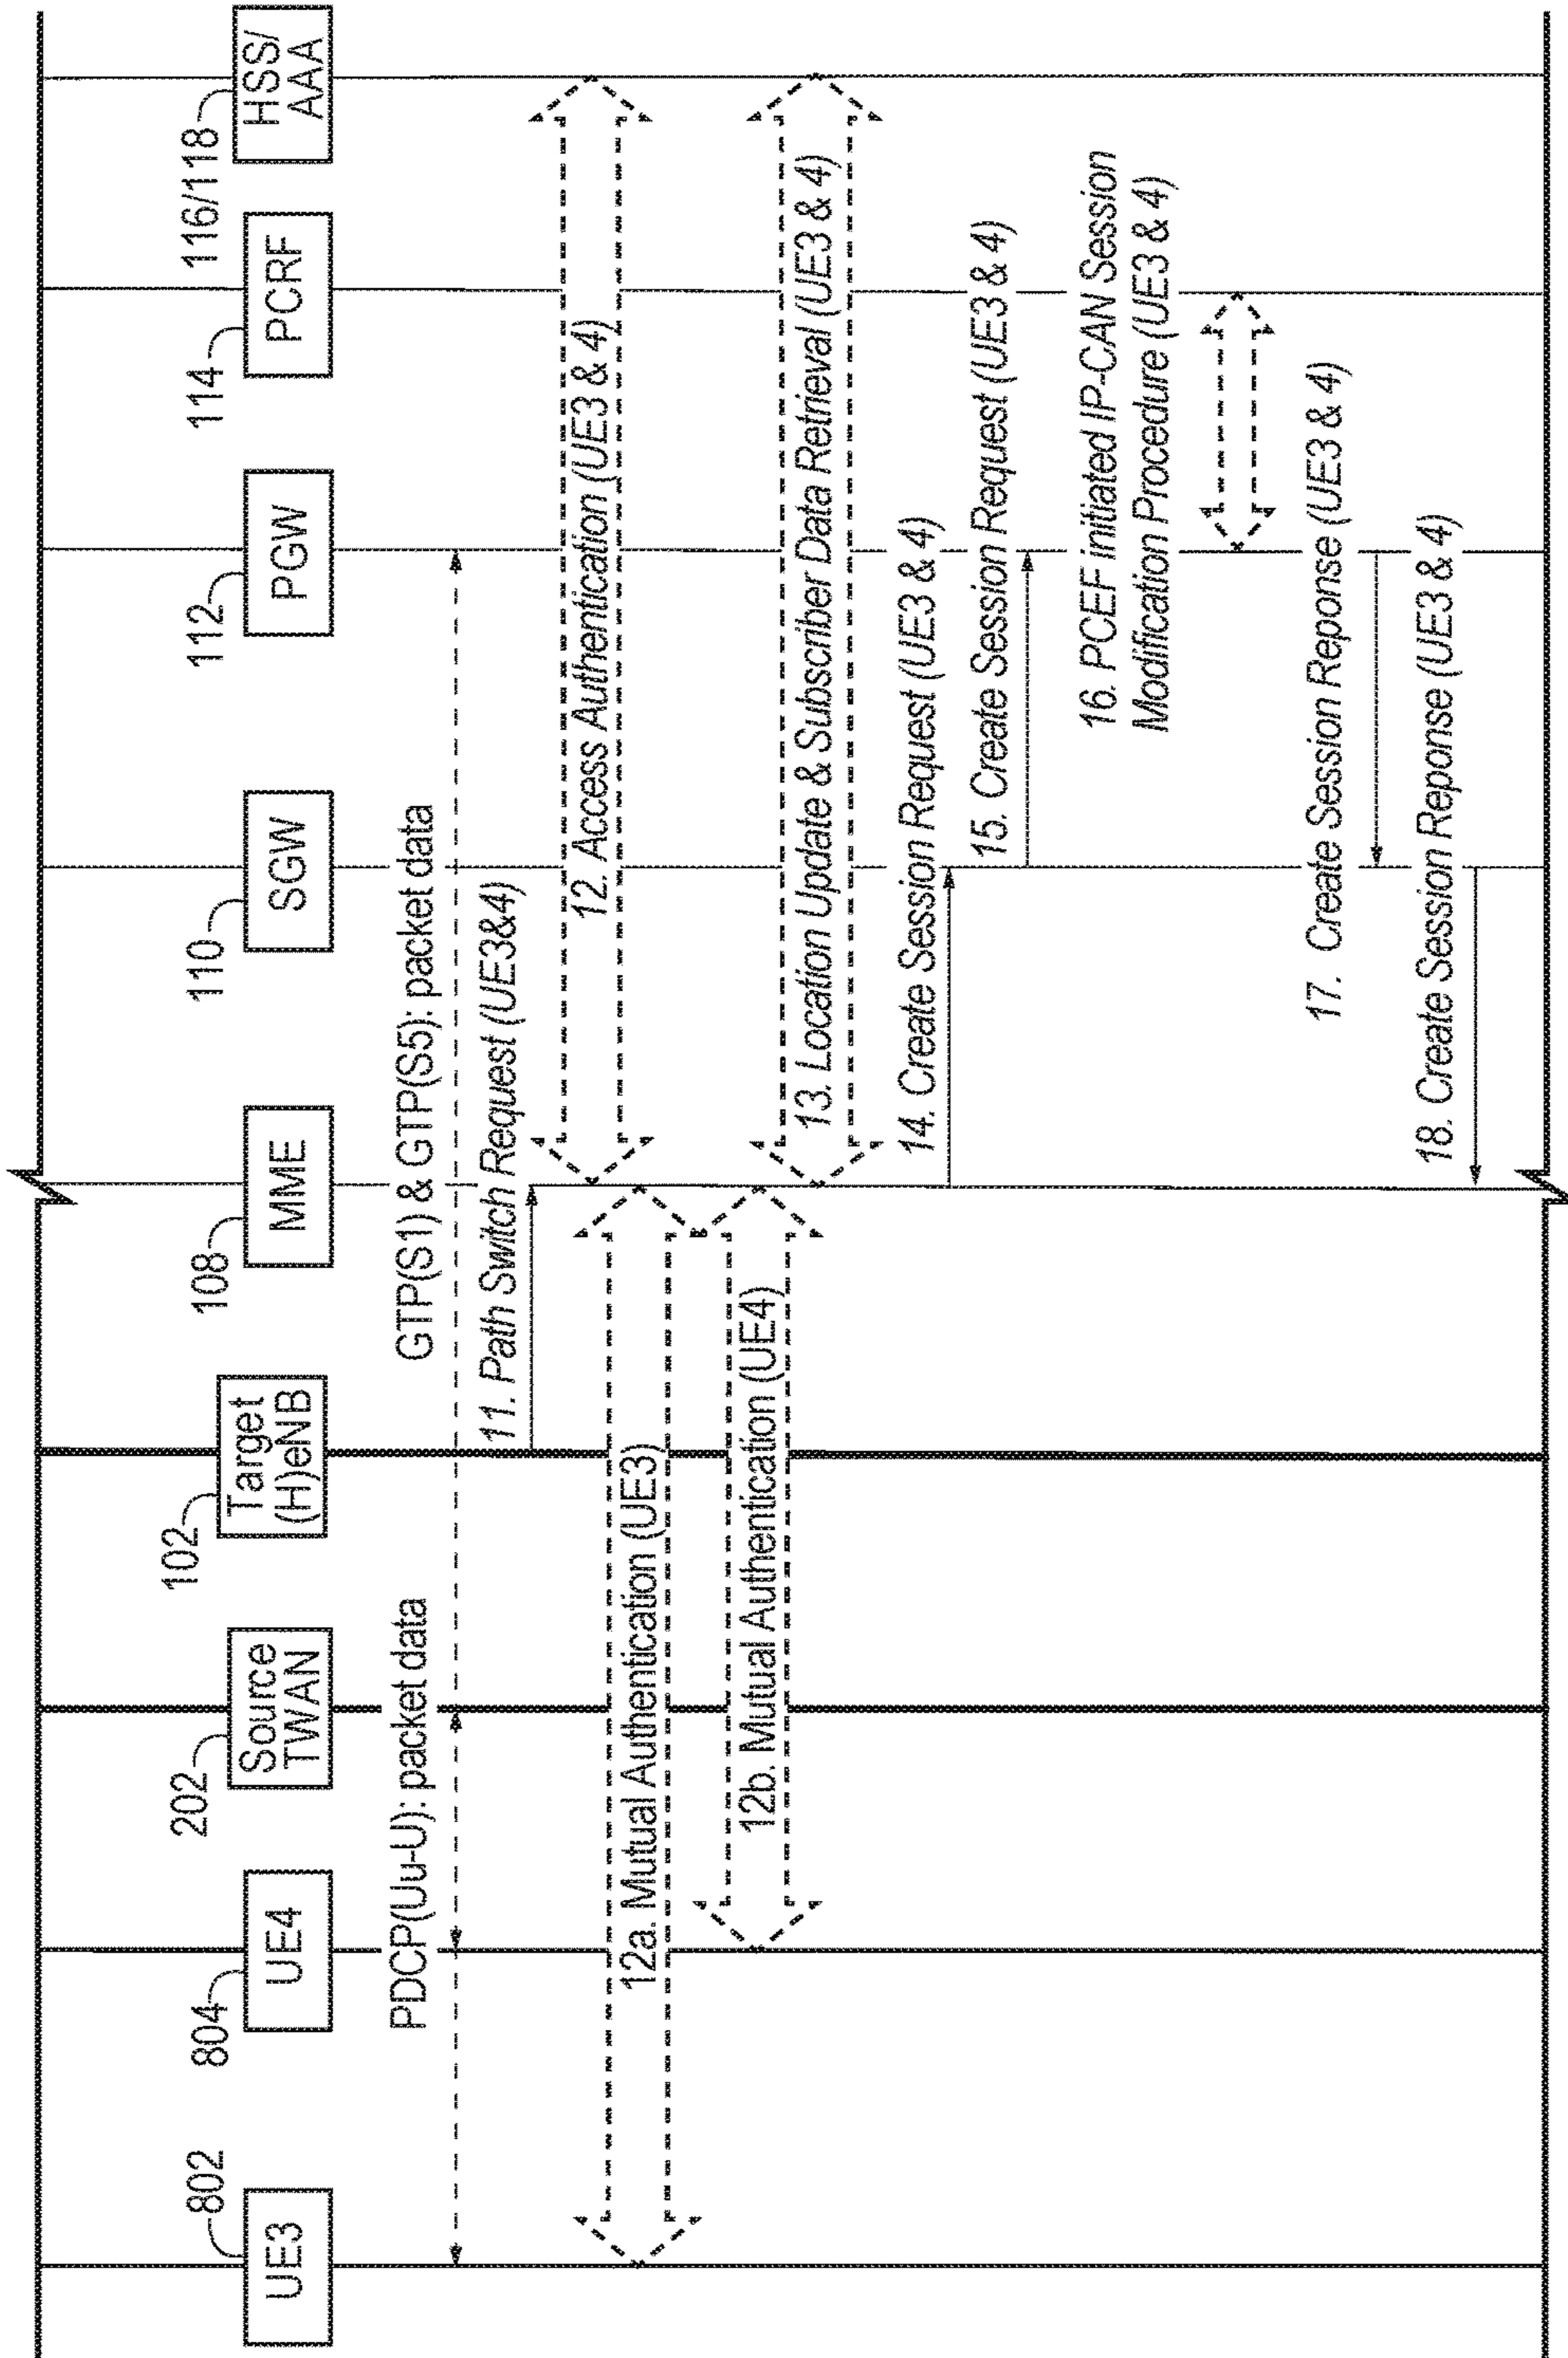 802
UE3
804
UE4
202
Source
TWAN
102
Target
(H)eNB
108
MME
110
SGW
112
PGW
114
PCRF
116/118
HSS/
AAA
PDCP(Uu-U): packet data
GTP(S1) & GTP(S5): packet data
11. Path Switch Request (UE3&4)
12. Access Authentication (UE3 & 4)
12a. Mutual Authentication (UE3)
12b. Mutual Authentication (UE4)
13. Location Update & Subscriber Data Retrieval (UE3 & 4)
14. Create Session Request (UE3 & 4)
15. Create Session Request (UE3 & 4)
16. PCEF initiated IP-CAN Session
Modification Procedure (UE3 & 4)
17. Create Session Reponse (UE3 & 4)
18. Create Session Reponse (UE3 & 4)